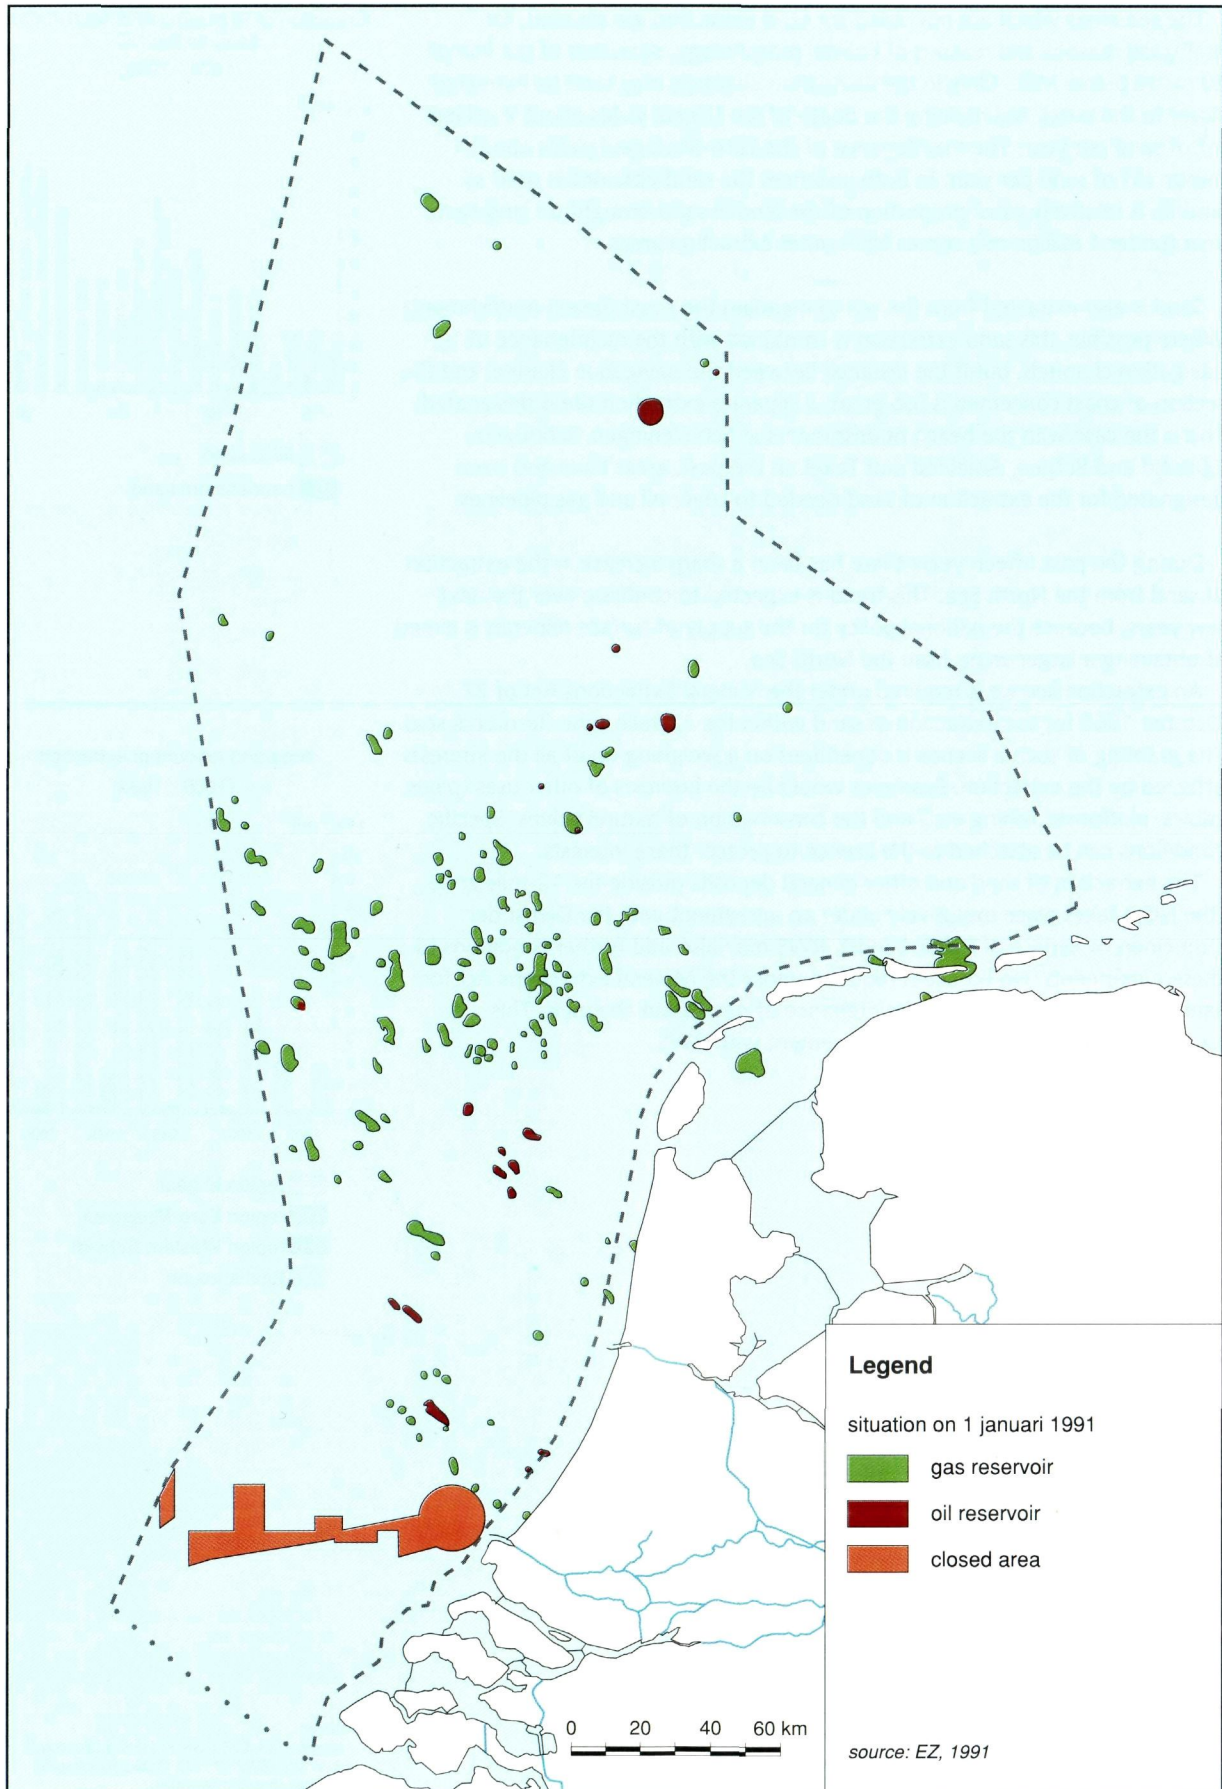 Legend
situation on 1 januari 1991
gas reservoir
oil reservoir
closed area
0 20 40 60 km
source: EZ, 1991